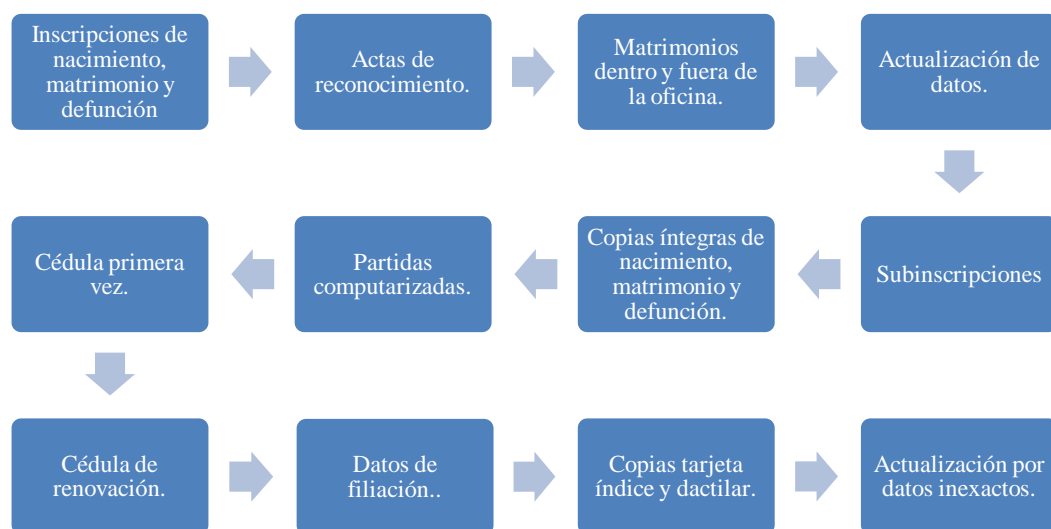 Inscripciones de
nacimiento,
matrimonio y
defunción
Actas de
reconocimiento.
Matrimonios
dentro y fuera de
la oficina.
Actualización de
datos.
Subinscripciones
Copias íntegras de
nacimiento,
matrimonio y
defunción.
Partidas
computarizadas.
Cédula primera
vez.
Cédula de
renovación.
Datos de
filiación..
Copias tarjeta
índice y dactilar.
Actualización por
datos inexactos.